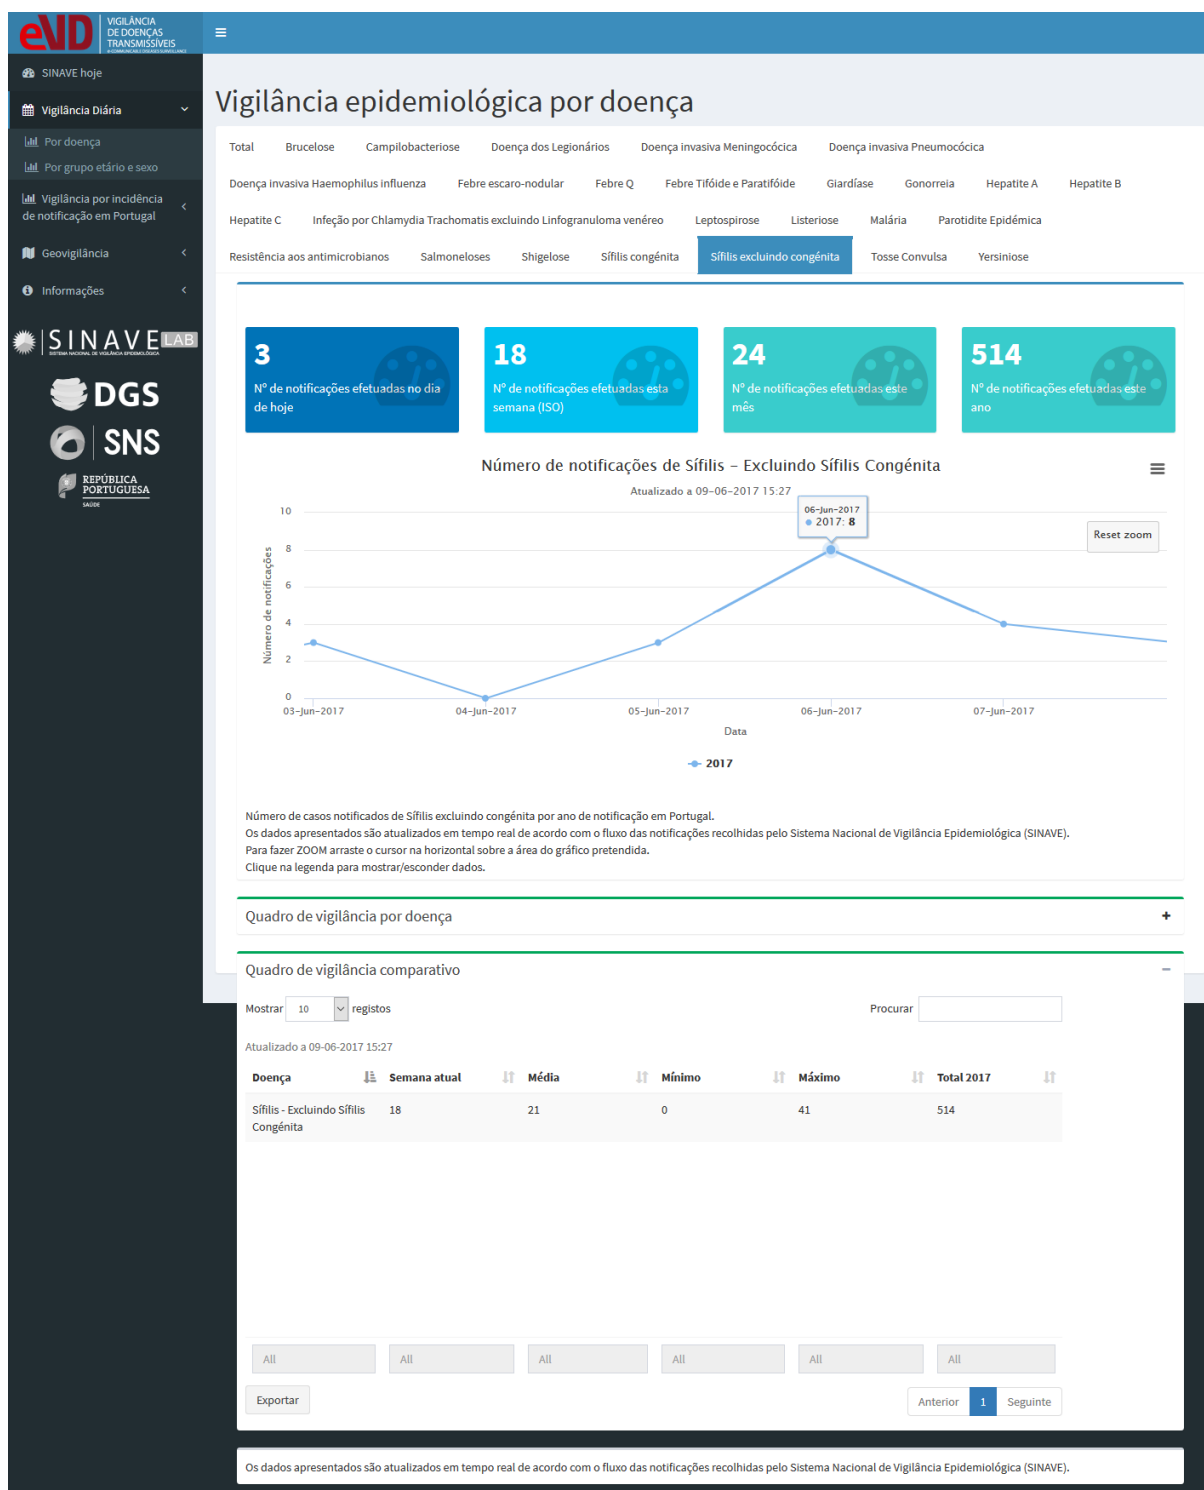 eVD
VIGILÂNCIA
DE DOENÇAS
TRANSMISSÍVEIS
SINAVE hoje
Vigilância Diária
Por doença
Por grupo etário e sexo
Vigilância por incidência
de notificação em Portugal
Geovigilância
Informações
SINAVE LAB
SISTEMA NACIONAL DE VIGILÂNCIA EPIDEMIOLÓGICA
DGS
SNS
REPÚBLICA
PORTUGUESA
SAÚDE
Vigilância epidemiológica por doença
Total Brucelose Campilobacteriose Doença dos Legionários Doença invasiva Meningocócica Doença invasiva Pneumocócica
Doença invasiva Haemophilus influenza Febre escaro-nodular Febre Q Febre Tifóide e Paratifóide Giardíase Gonorreia Hepatite A Hepatite B
Hepatite C Infeção por Chlamydia Trachomatis excluindo Linfogranuloma venéreo Leptospirose Listeriose Malária Parotidite Epidémica
Resistência aos antimicrobianos Salmoneloses Shigelose Sífilis congénita Sífilis excluindo congénita Tosse Convulsa Yersiniose
3
Nº de notificações efetuadas no dia
de hoje
18
Nº de notificações efetuadas esta
semana (ISO)
24
Nº de notificações efetuadas este
mês
514
Nº de notificações efetuadas este
ano
Número de notificações de Sífilis – Excluindo Sífilis Congénita
Atualizado a 09-06-2017 15:27
06-Jun-2017
2017: 8
Reset zoom
Número de notificações
10
8
6
4
2
0
03-Jun-2017 04-Jun-2017 05-Jun-2017 06-Jun-2017 07-Jun-2017
Data
2017
Número de casos notificados de Sífilis excluindo congénita por ano de notificação em Portugal.
Os dados apresentados são atualizados em tempo real de acordo com o fluxo das notificações recolhidas pelo Sistema Nacional de Vigilância Epidemiológica (SINAVE).
Para fazer ZOOM arraste o cursor na horizontal sobre a área do gráfico pretendida.
Clique na legenda para mostrar/esconder dados.
Quadro de vigilância por doença +
Quadro de vigilância comparativo −
Mostrar 10 registos Procurar
Atualizado a 09-06-2017 15:27
Doença Semana atual Média Mínimo Máximo Total 2017
Sífilis - Excluindo Sífilis 18 21 0 41 514
Congénita
All All All All All All
Exportar Anterior 1 Seguinte
Os dados apresentados são atualizados em tempo real de acordo com o fluxo das notificações recolhidas pelo Sistema Nacional de Vigilância Epidemiológica (SINAVE).